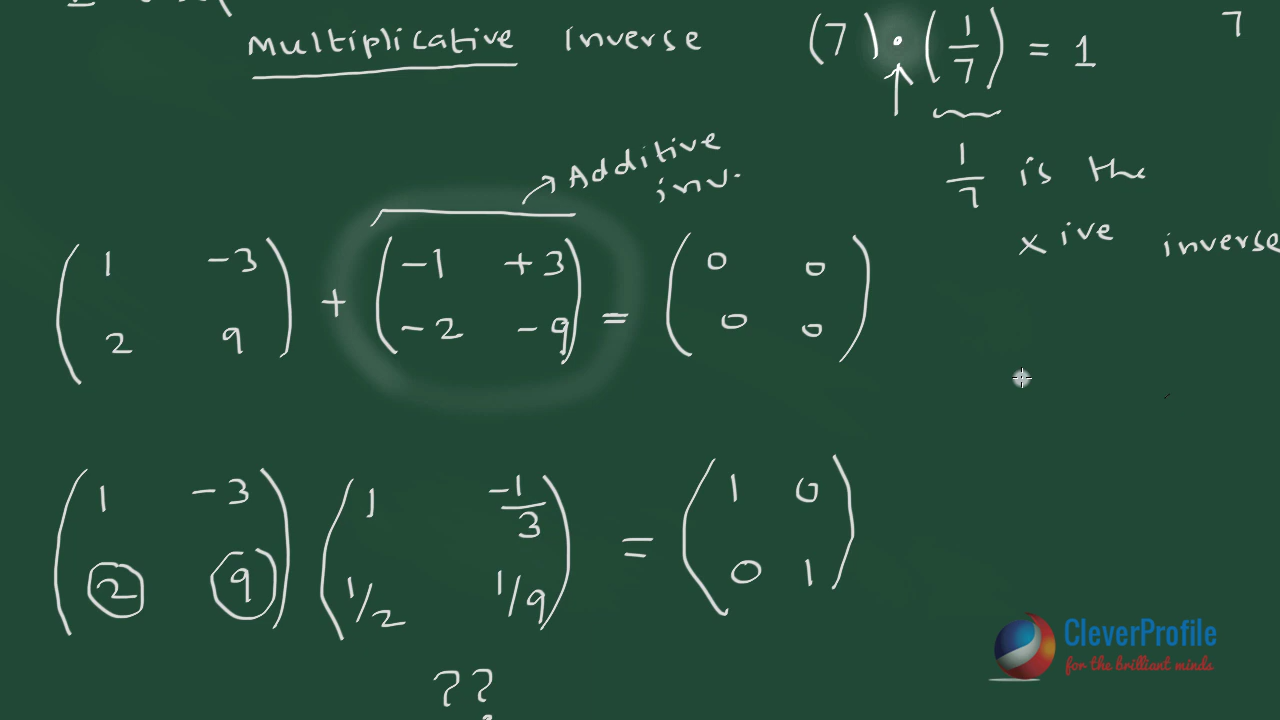 Multiplicative inverse (7) · (1/7) = 1 7
Additive
inv.
1/7 is the
xive inverse
(1 -3 + (-1 +3 = (0 0
2 9) -2 -9) 0 0)
(1 -3 (1 -1/3 = (1 0
2 9) 1/2 1/9) 0 1)
??
CleverProfile
for the brilliant minds